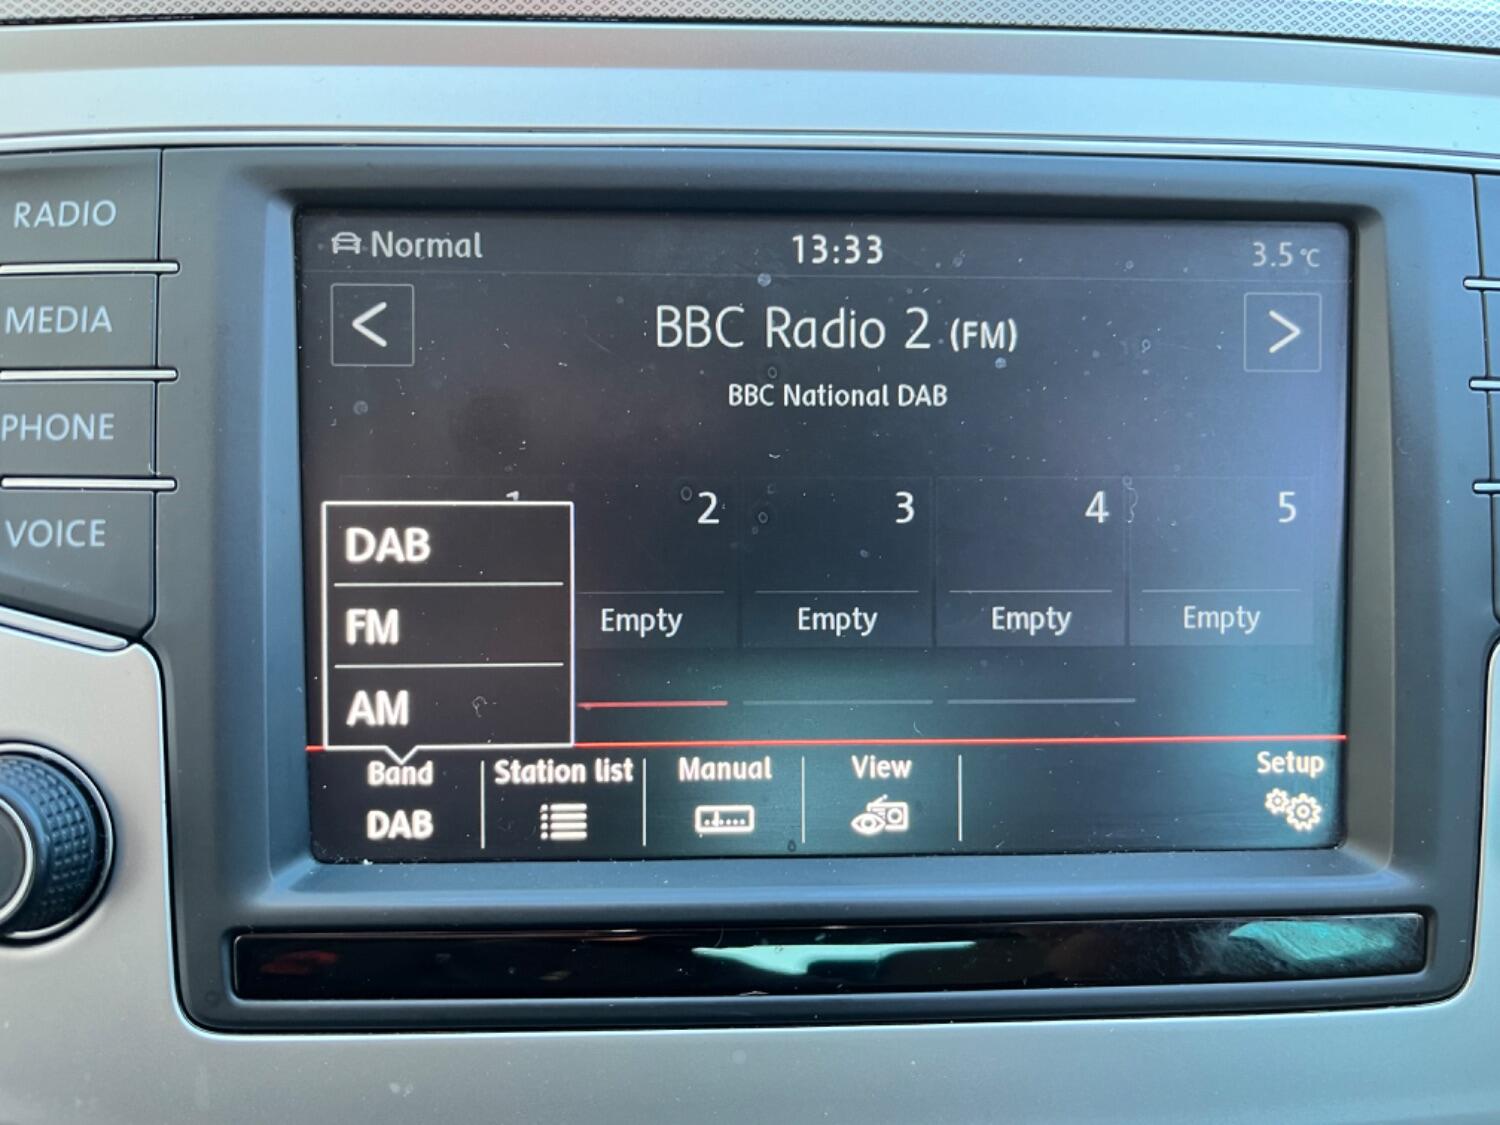 RADIO
MEDIA
PHONE
VOICE
Normal 13:33 3.5°C
< BBC Radio 2 (FM) >
BBC National DAB
2 3 4 5
DAB
FM
AM
Empty Empty Empty Empty
Band Station list Manual View Setup
DAB